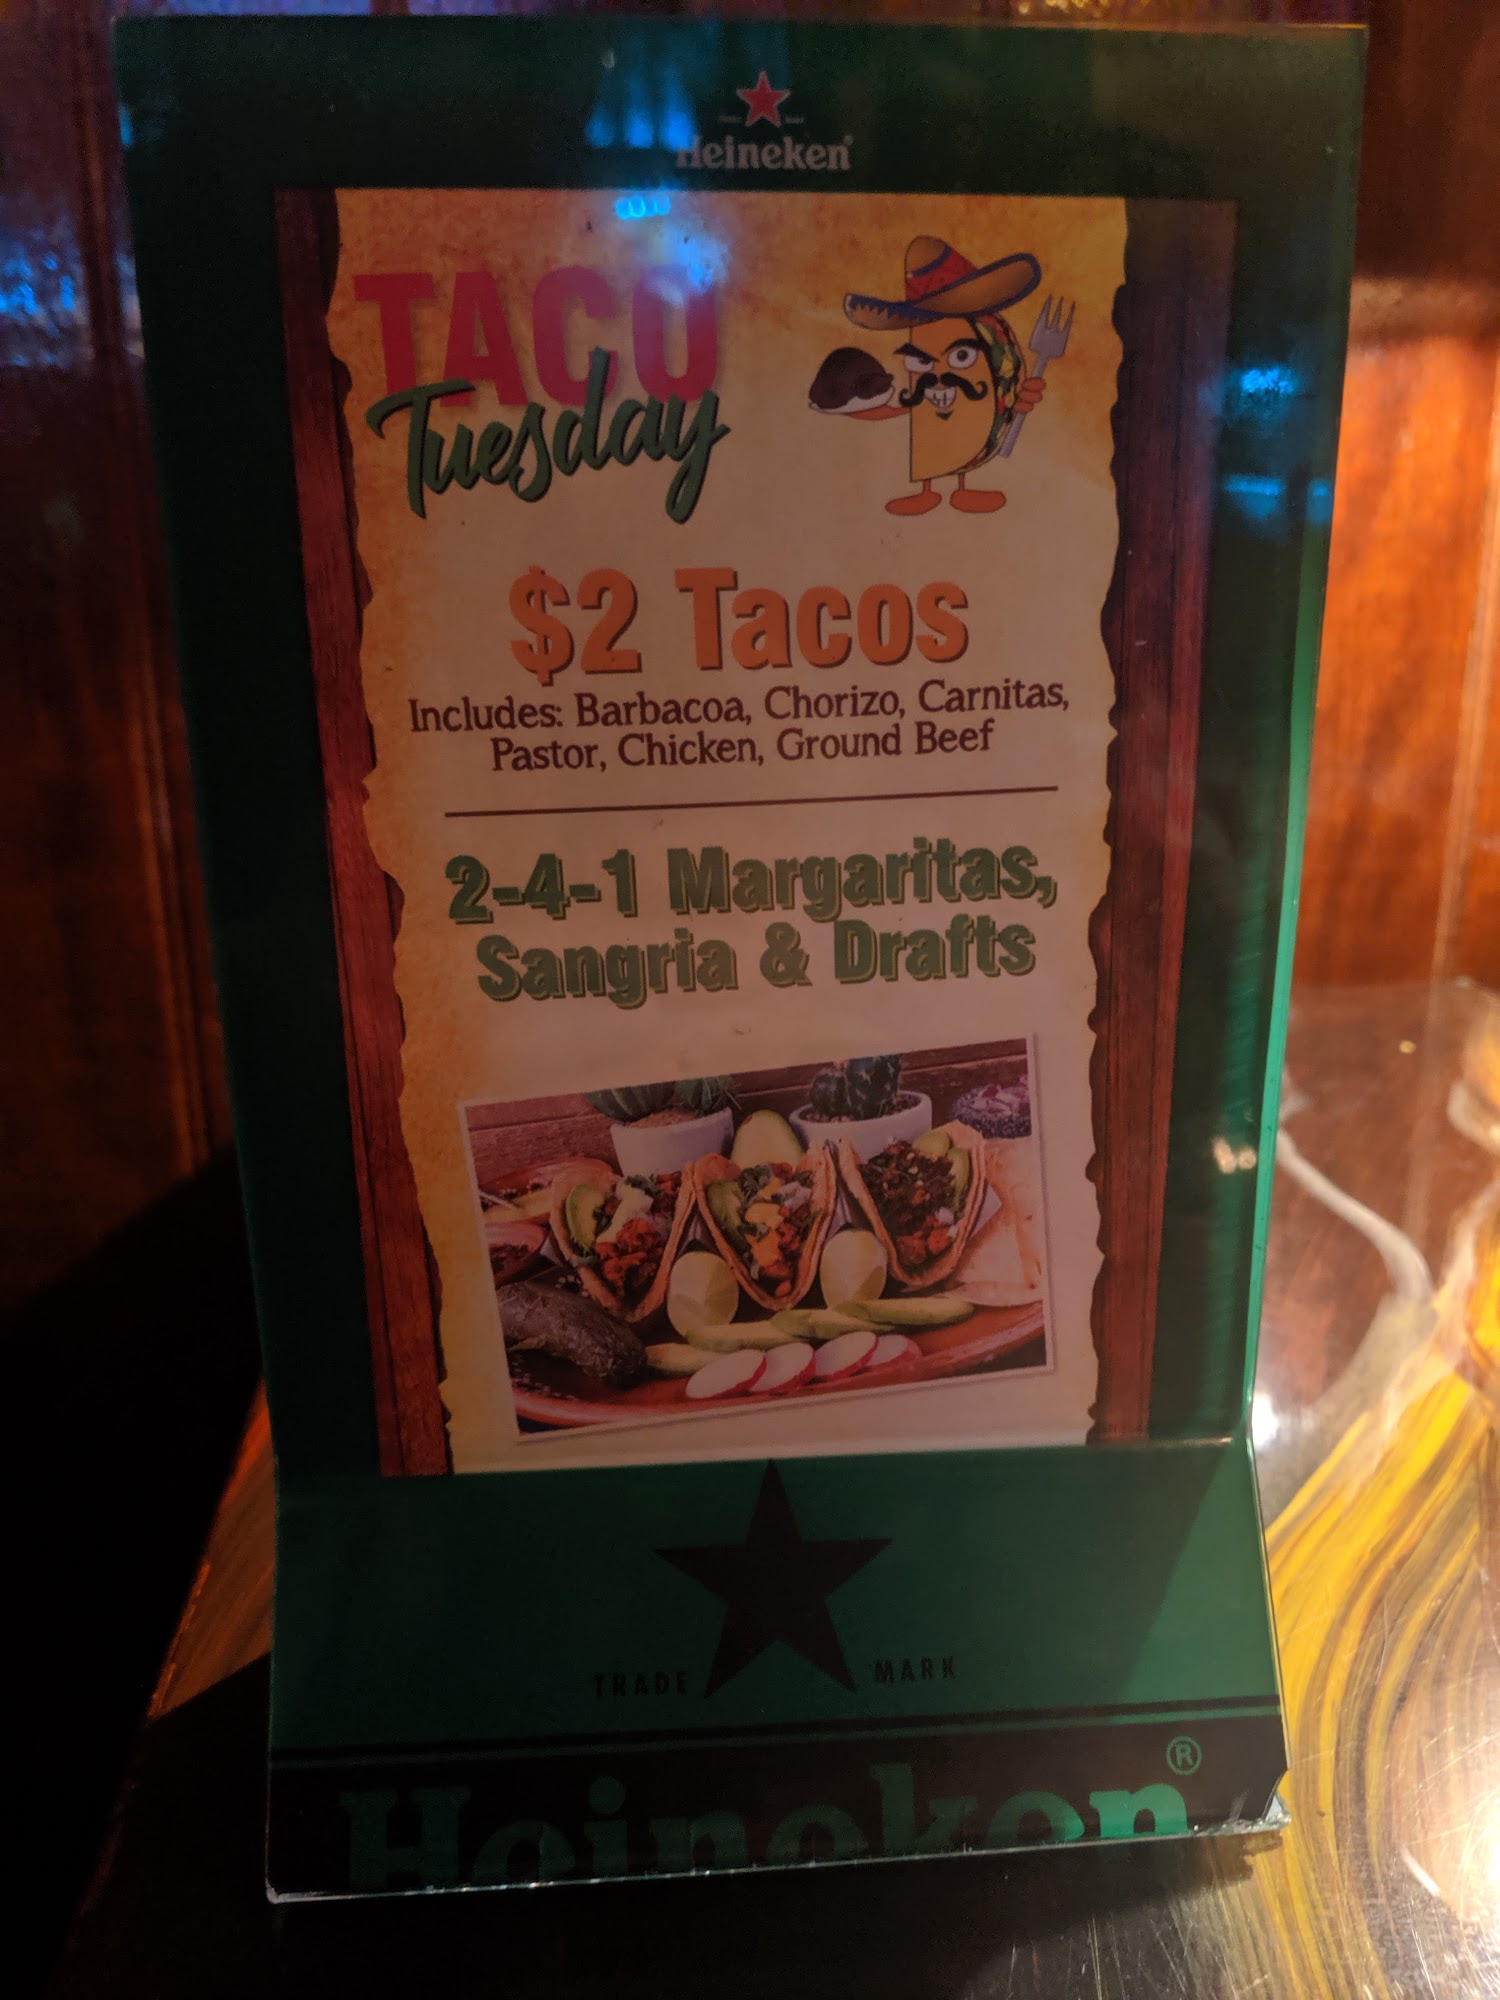 Heineken
TACO
Tuesday
$2 Tacos
Includes: Barbacoa, Chorizo, Carnitas,
Pastor, Chicken, Ground Beef
2-4-1 Margaritas,
Sangria & Drafts
TRADE MARK
Heineken®